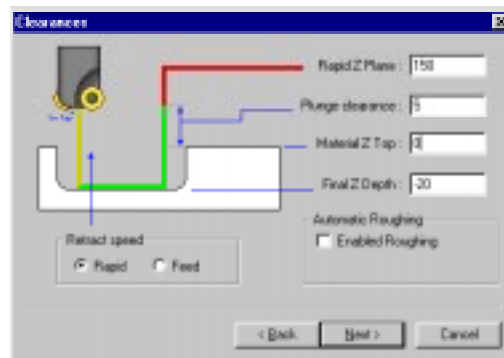 Clearances
Rapid Z Plane : 150
Plunge clearance : 5
Material Z Top : 0
Final Z Depth : -20
Automatic Roughing
Enabled Roughing
Retract speed
Rapid Feed
< Back Next > Cancel